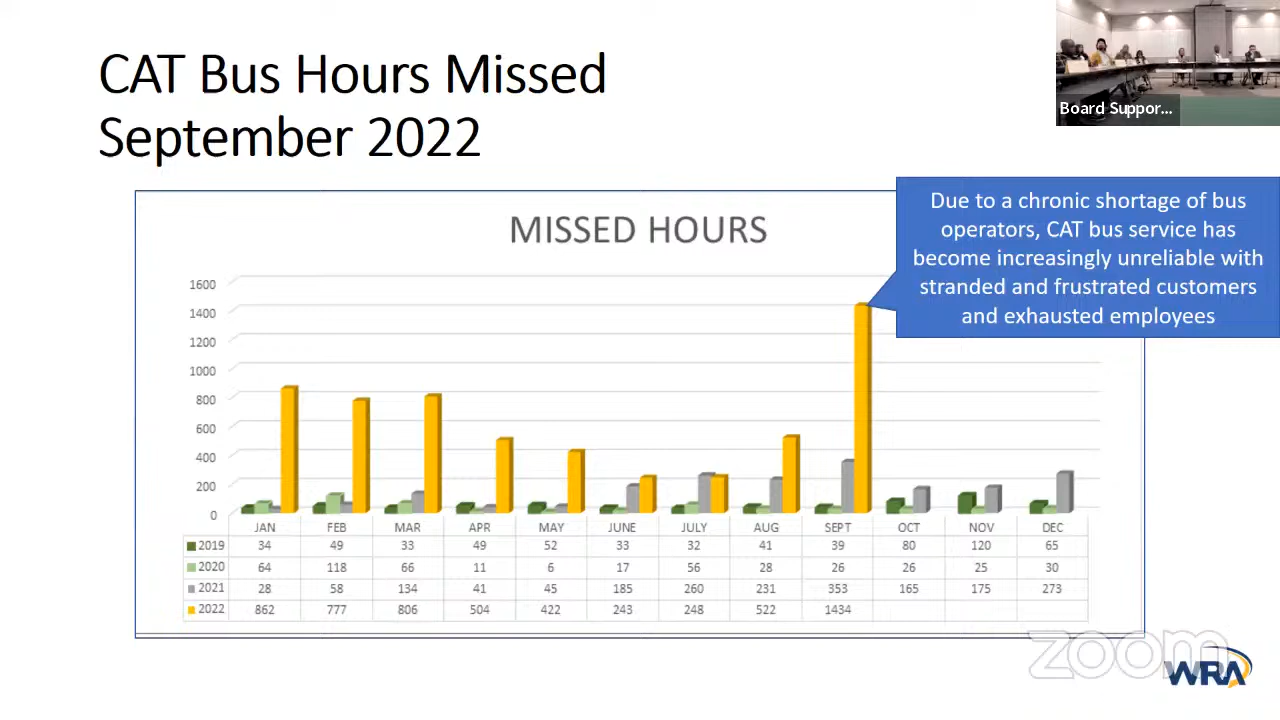 CAT Bus Hours Missed
September 2022
Board Suppor...
MISSED HOURS
Due to a chronic shortage of bus
operators, CAT bus service has
become increasingly unreliable with
stranded and frustrated customers
and exhausted employees
1600
1400
1200
1000
800
600
400
200
0
JAN FEB MAR APR MAY JUNE JULY AUG SEPT OCT NOV DEC
2019 34 49 33 49 52 33 32 41 39 80 120 65
2020 64 118 66 11 6 17 56 28 26 26 25 30
2021 28 58 134 41 45 185 260 231 353 165 175 273
2022 862 777 806 504 422 243 248 522 1434
zoom
WRA